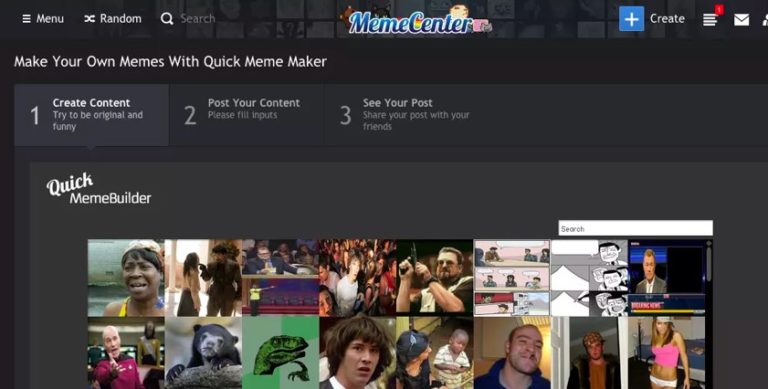 Menu
Random
Search
MemeCenter
Create
1
Make Your Own Memes With Quick Meme Maker
1
Create Content
Try to be original and
funny
2
Post Your Content
Please fill inputs
3
See Your Post
Share your post with your
friends
Quick
MemeBuilder
Search
BREAKING NEWS